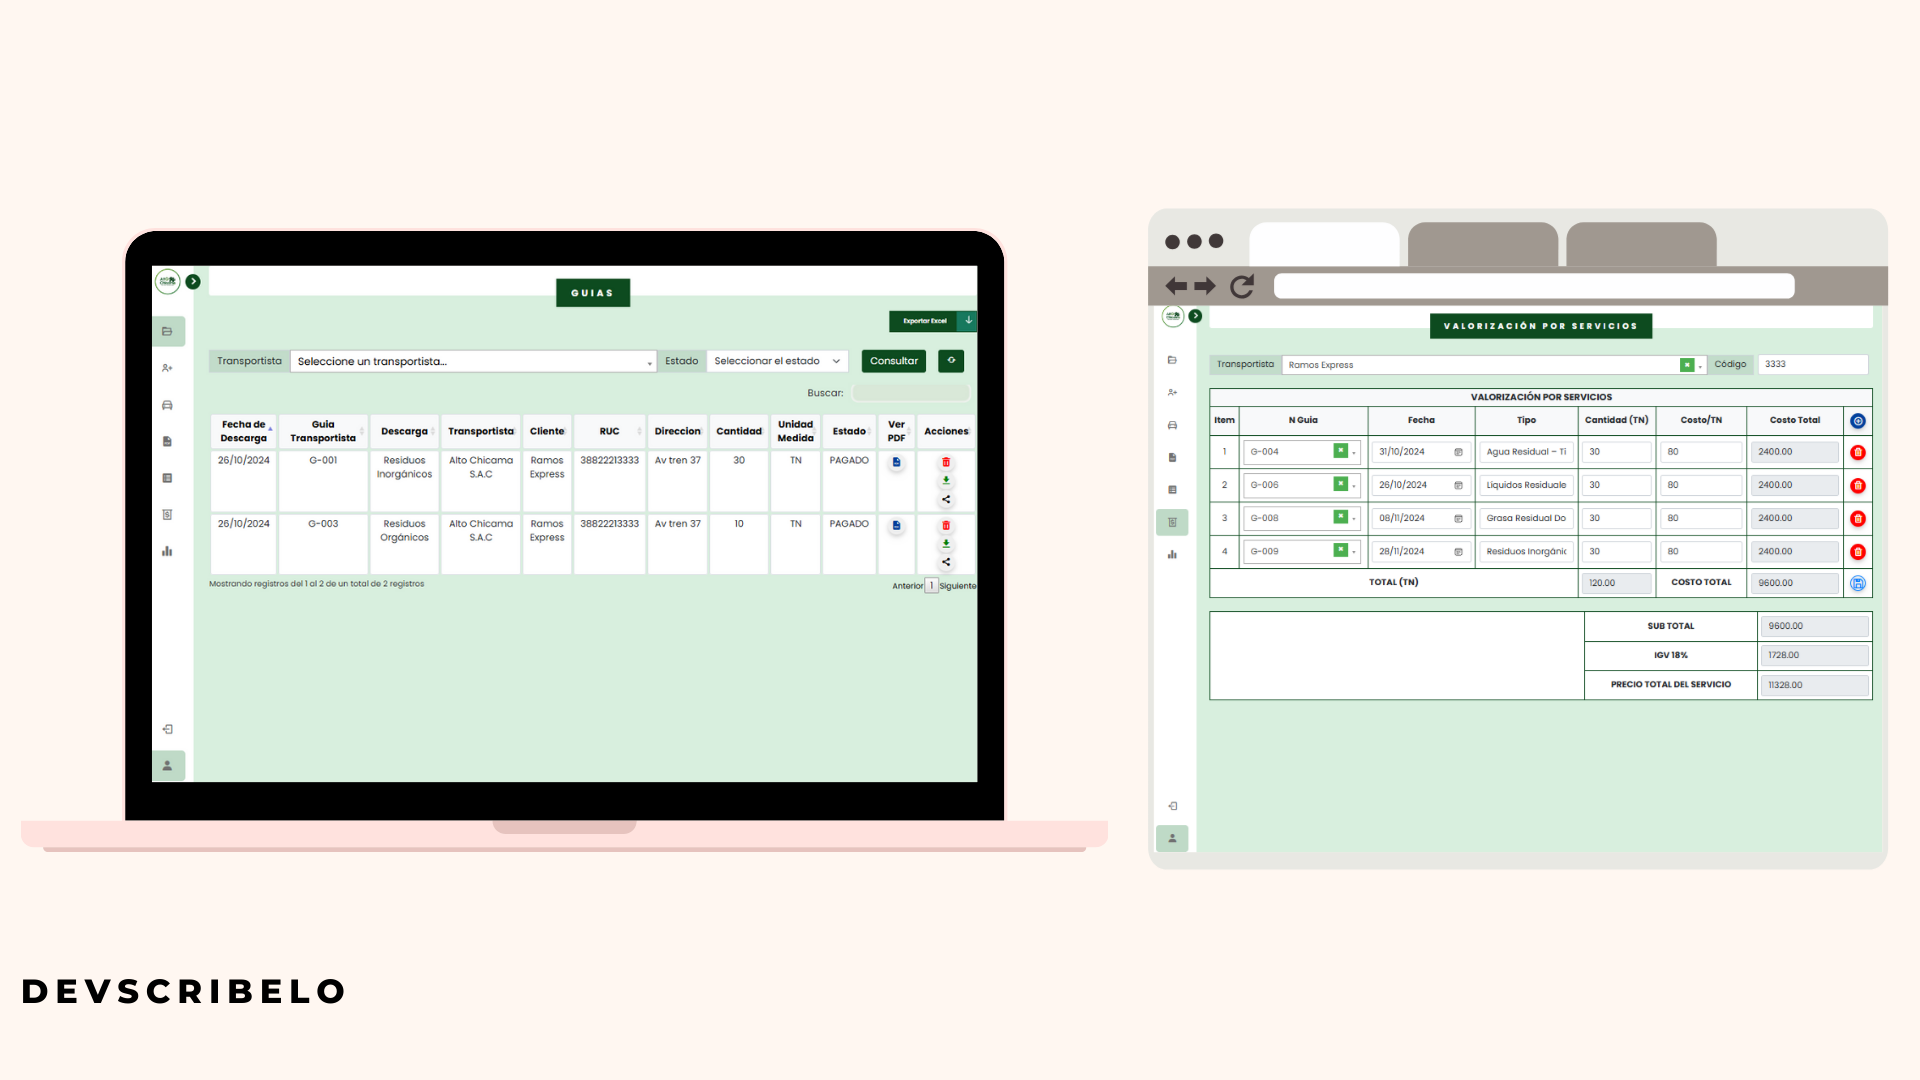 GUIAS
Exportar Excel
Transportista Seleccione un transportista... Estado Seleccionar el estado Consultar
Buscar:
Fecha de Descarga Guia Transportista Descarga Transportista Cliente RUC Direccion Cantidad Unidad Medida Estado Ver PDF Acciones
26/10/2024 G-001 Residuos Inorgánicos Alto Chicama S.A.C Ramos Express 38822213333 Av tren 37 30 TN PAGADO
26/10/2024 G-003 Residuos Orgánicos Alto Chicama S.A.C Ramos Express 38822213333 Av tren 37 10 TN PAGADO
Mostrando registros del 1 al 2 de un total de 2 registros
Anterior 1 Siguiente
VALORIZACIÓN POR SERVICIOS
Transportista Ramos Express Código 3333
VALORIZACIÓN POR SERVICIOS
Item N Guia Fecha Tipo Cantidad (TN) Costo/TN Costo Total
1 G-004 31/10/2024 Agua Residual – Ti 30 80 2400.00
2 G-006 26/10/2024 Liquidos Residuale 30 80 2400.00
3 G-008 08/11/2024 Grasa Residual Do 30 80 2400.00
4 G-009 28/11/2024 Residuos Inorgánic 30 80 2400.00
TOTAL (TN) 120.00 COSTO TOTAL 9600.00
SUB TOTAL 9600.00
IGV 18% 1728.00
PRECIO TOTAL DEL SERVICIO 11328.00
DEVSCRIBELO